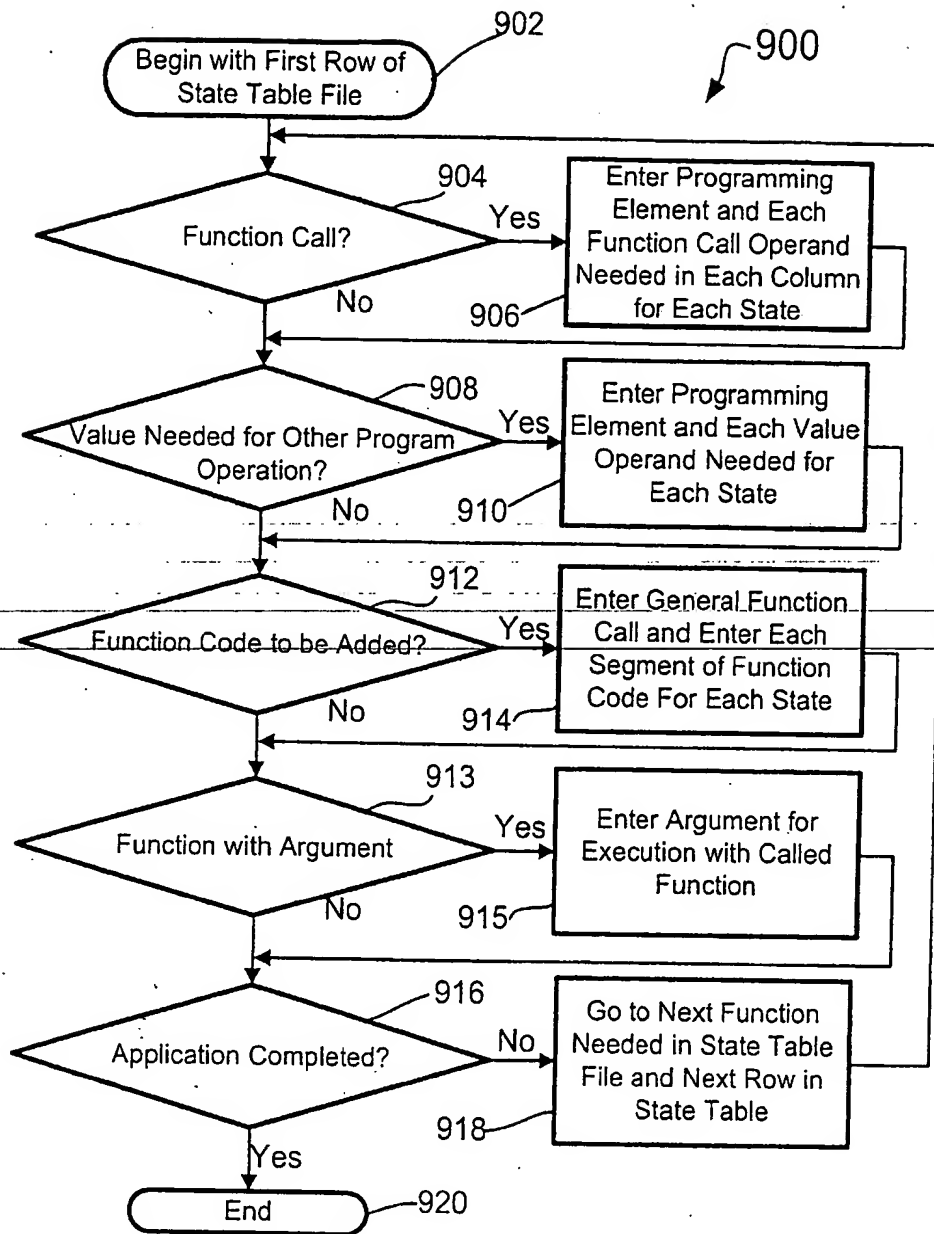 902
900
Begin with First Row of
State Table File
904
Function Call?
Yes
No
Enter Programming
Element and Each
Function Call Operand
Needed in Each Column
for Each State
906
908
Value Needed for Other Program
Operation?
Yes
No
Enter Programming
Element and Each Value
Operand Needed for
Each State
910
912
Function Code to be Added?
Yes
No
Enter General Function
Call and Enter Each
Segment of Function
Code For Each State
914
913
Function with Argument
Yes
No
Enter Argument for
Execution with Called
Function
915
916
Application Completed?
No
Yes
Go to Next Function
Needed in State Table
File and Next Row in
State Table
918
End
920